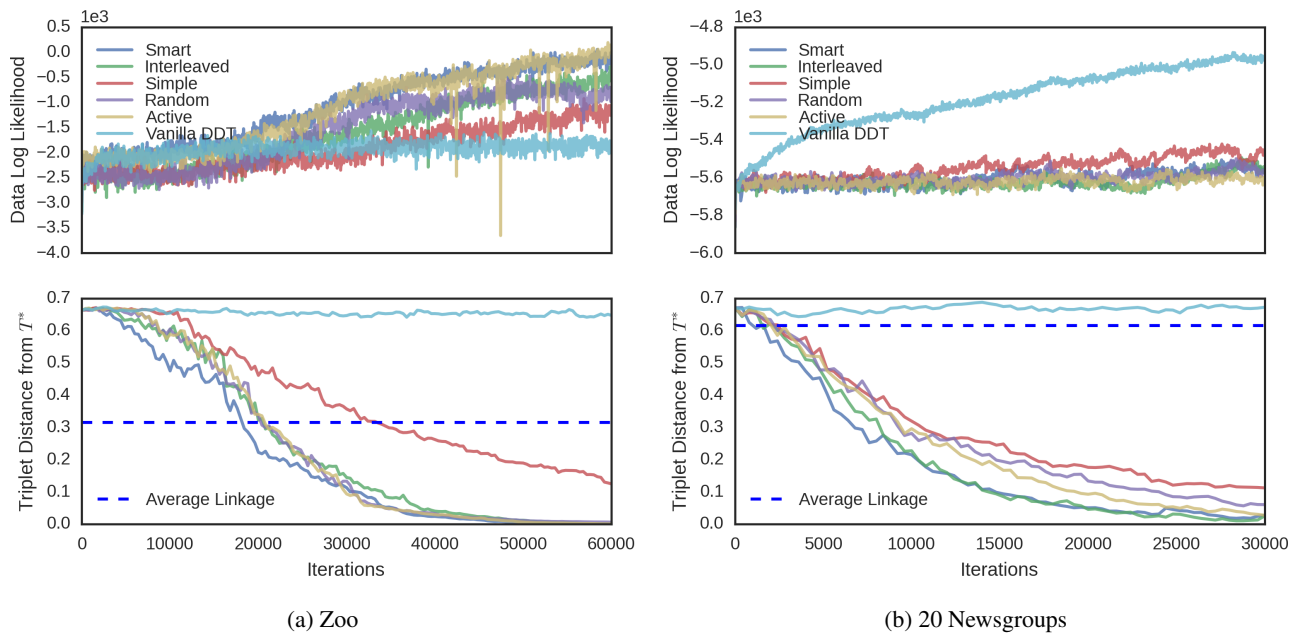 1e3
0.5
0.0
−0.5
−1.0
−1.5
−2.0
−2.5
−3.0
−3.5
−4.0
Data Log Likelihood
Smart
Interleaved
Simple
Random
Active
Vanilla DDT
0.7
0.6
0.5
0.4
0.3
0.2
0.1
0.0
Triplet Distance from T*
Average Linkage
0 10000 20000 30000 40000 50000 60000
Iterations
(a) Zoo
1e3
−4.8
−5.0
−5.2
−5.4
−5.6
−5.8
−6.0
Data Log Likelihood
Smart
Interleaved
Simple
Random
Active
Vanilla DDT
0.7
0.6
0.5
0.4
0.3
0.2
0.1
0.0
Triplet Distance from T*
Average Linkage
0 5000 10000 15000 20000 25000 30000
Iterations
(b) 20 Newsgroups